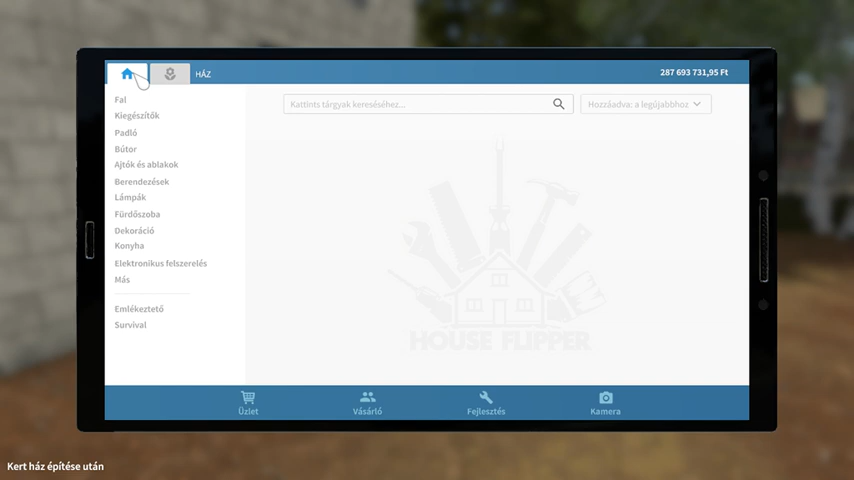 HÁZ
287 693 731,95 Ft
Kattints tárgyak kereséséhez...
Hozzáadva: a legújabbhoz
Fal
Kiegészítők
Padló
Bútor
Ajtók és ablakok
Berendezések
Lámpák
Fürdőszoba
Dekoráció
Konyha
Elektronikus felszerelés
Más
Emlékeztető
Survival
HOUSE FLIPPER
Üzlet
Vásárló
Fejlesztés
Kamera
Kert ház építése után